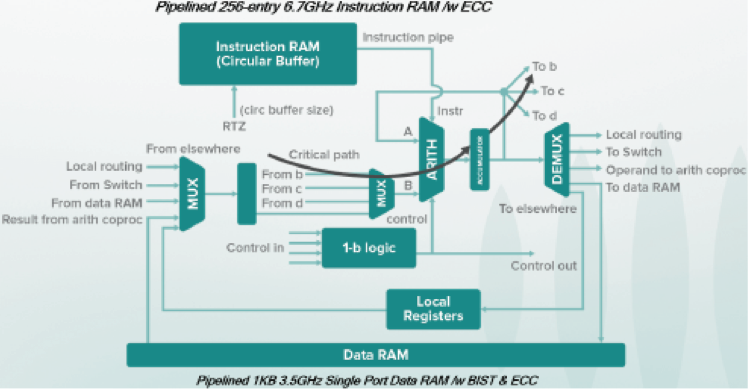 Pipelined 256-entry 6.7GHz Instruction RAM /w ECC
Instruction RAM
(Circular Buffer)
Instruction pipe
(circ buffer size)
RTZ
Instr
To b
To c
To d
From elsewhere
Critical path
A
Local routing
From Switch
From data RAM
Result from arith coproc
MUX
From b
From c
From d
MUX
B
ARITH
ACCUMULATOR
DEMUX
Local routing
To Switch
Operand to arith coproc
To data RAM
To elsewhere
control
Control in
1-b logic
Control out
Local
Registers
Data RAM
Pipelined 1KB 3.5GHz Single Port Data RAM /w BIST & ECC